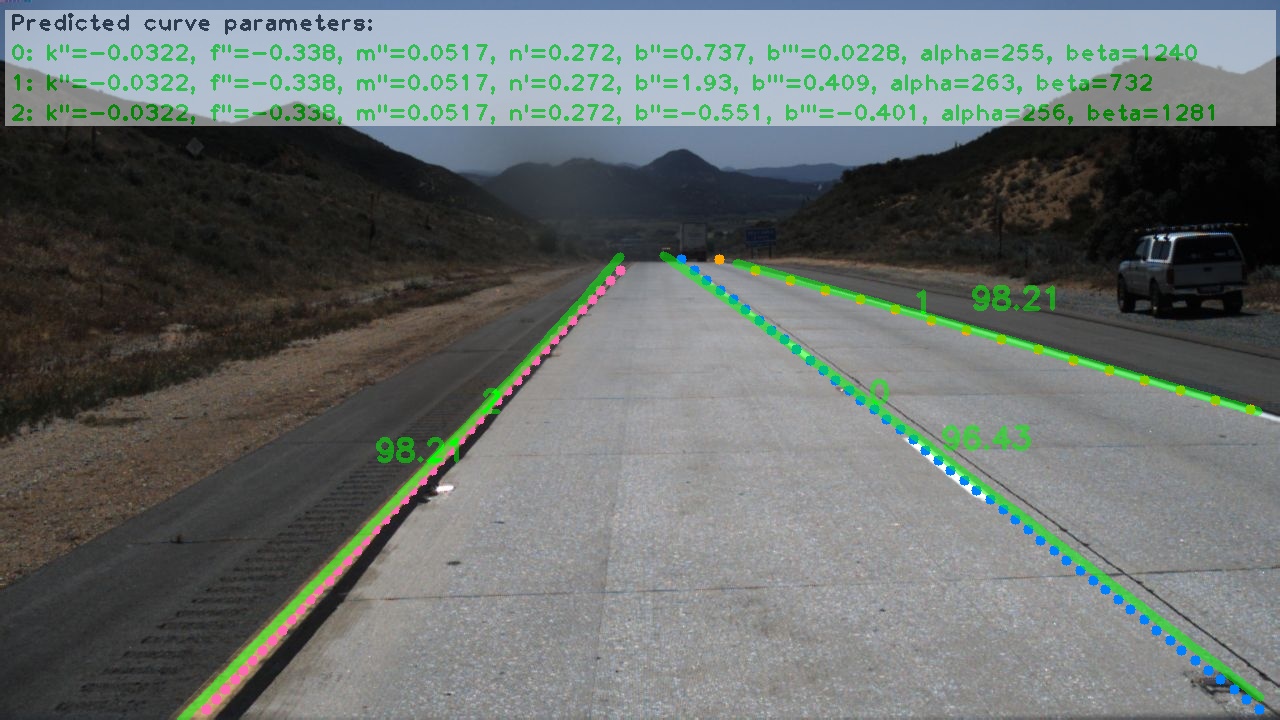 Predicted curve parameters:
0: k''=-0.0322, f''=-0.338, m''=0.0517, n'=0.272, b''=0.737, b'''=0.0228, alpha=255, beta=1240
1: k''=-0.0322, f''=-0.338, m''=0.0517, n'=0.272, b''=1.93, b'''=0.409, alpha=263, beta=732
2: k''=-0.0322, f''=-0.338, m''=0.0517, n'=0.272, b''=-0.551, b'''=-0.401, alpha=256, beta=1281
1 98.21
0
2
98.43
98.21